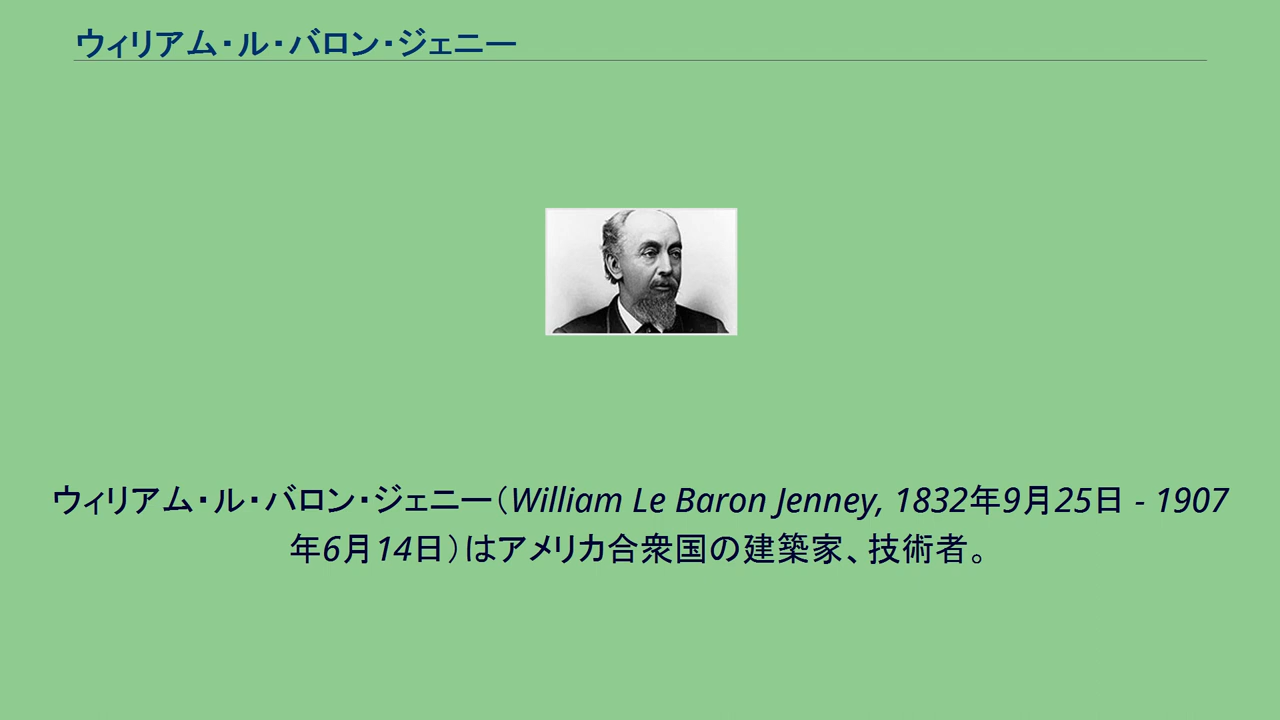 ウィリアム・ル・バロン・ジェニー
ウィリアム・ル・バロン・ジェニー（William Le Baron Jenney, 1832年9月25日 - 1907
年6月14日）はアメリカ合衆国の建築家、技術者。